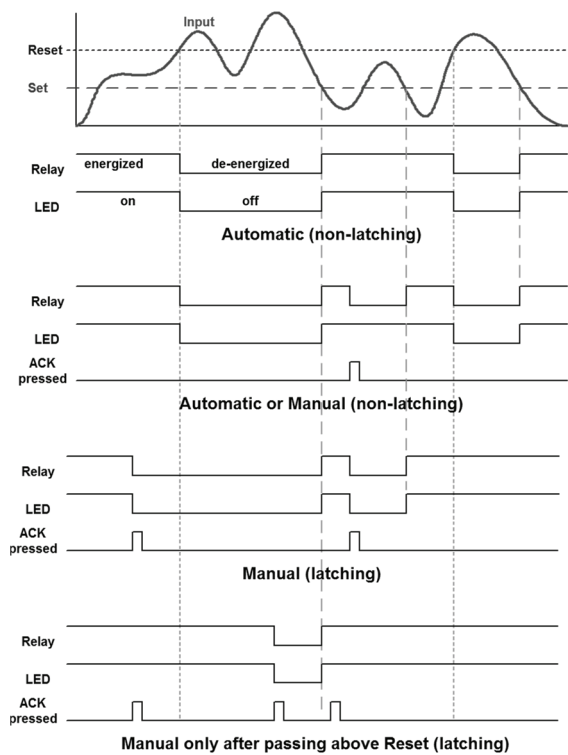 Input
Reset
Set
Relay energized de-energized
LED on off
Automatic (non-latching)
Relay
LED
ACK
pressed
Automatic or Manual (non-latching)
Relay
LED
ACK
pressed
Manual (latching)
Relay
LED
ACK
pressed
Manual only after passing above Reset (latching)